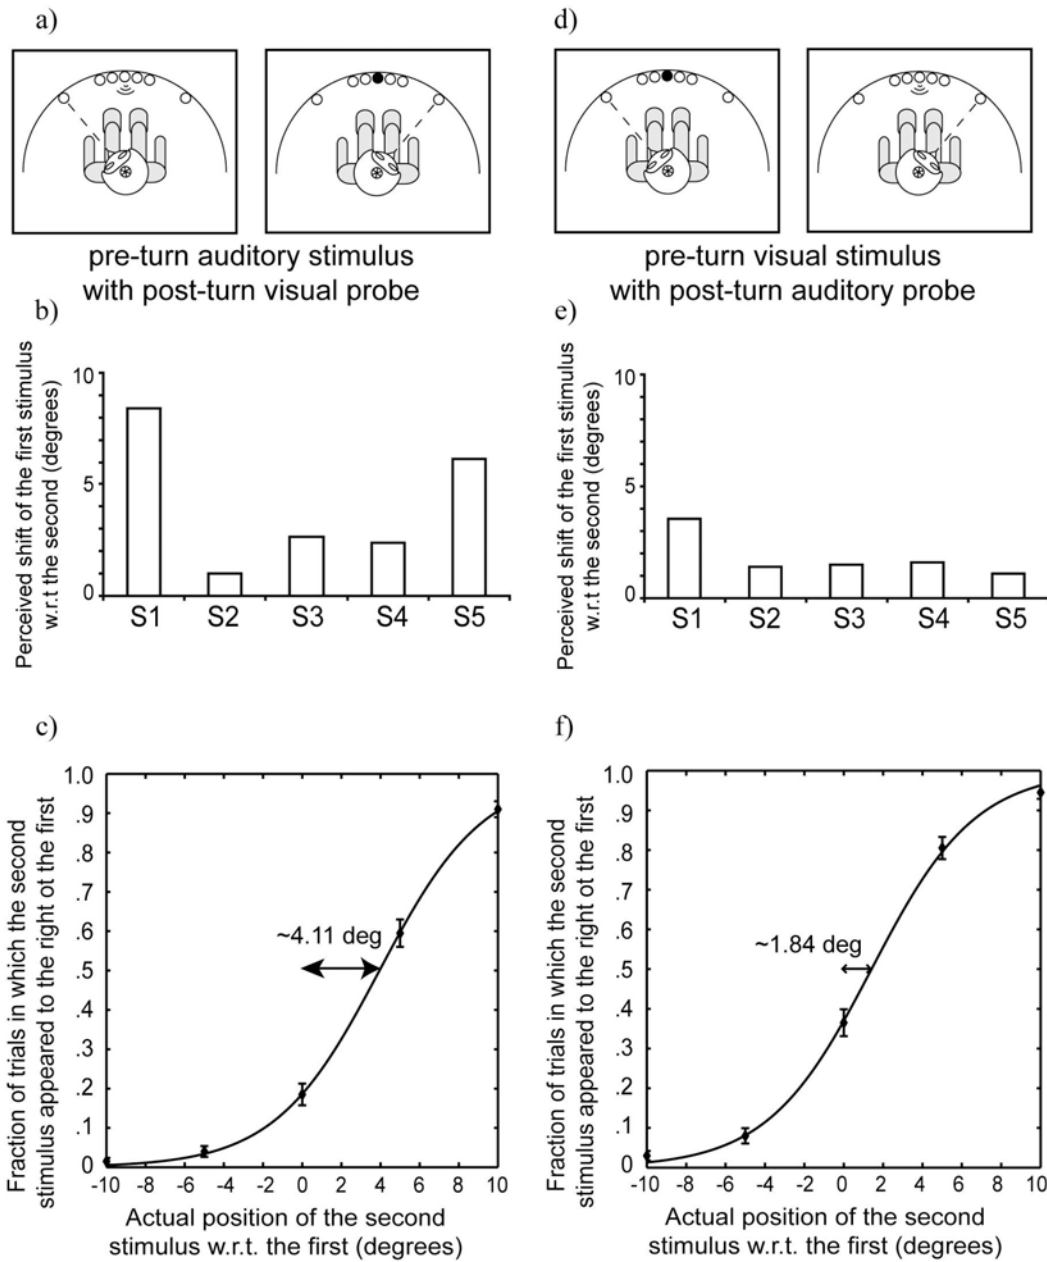 a)
pre-turn auditory stimulus
with post-turn visual probe
b)
Perceived shift of the first stimulus
w.r.t the second (degrees)
10
5
0
S1 S2 S3 S4 S5
c)
Fraction of trials in which the second
stimulus appeared to the right ot the first
1.0
.9
.8
.7
.6
.5
.4
.3
.2
.1
0
~4.11 deg
-10 -8 -6 -4 -2 0 2 4 6 8 10
Actual position of the second
stimulus w.r.t. the first (degrees)
d)
pre-turn visual stimulus
with post-turn auditory probe
e)
Perceived shift of the first stimulus
w.r.t the second (degrees)
10
5
0
S1 S2 S3 S4 S5
f)
Fraction of trials in which the second
stimulus appeared to the right ot the first
1.0
.9
.8
.7
.6
.5
.4
.3
.2
.1
0
~1.84 deg
-10 -8 -6 -4 -2 0 2 4 6 8 10
Actual position of the second
stimulus w.r.t. the first (degrees)